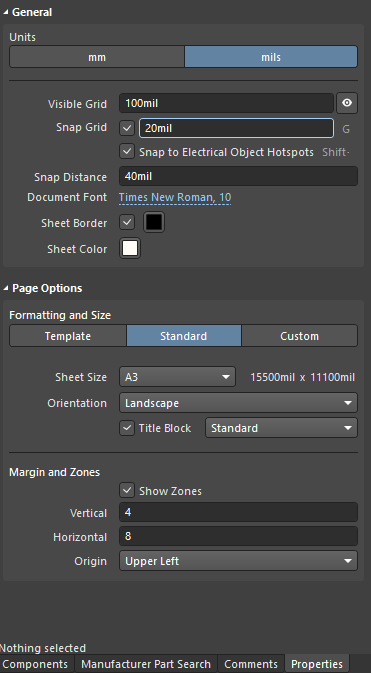 General
Units
mm mils
Visible Grid 100mil
Snap Grid 20mil G
Snap to Electrical Object Hotspots Shift-
Snap Distance 40mil
Document Font Times New Roman, 10
Sheet Border
Sheet Color
Page Options
Formatting and Size
Template Standard Custom
Sheet Size A3 15500mil x 11100mil
Orientation Landscape
Title Block Standard
Margin and Zones
Show Zones
Vertical 4
Horizontal 8
Origin Upper Left
Nothing selected
Components Manufacturer Part Search Comments Properties